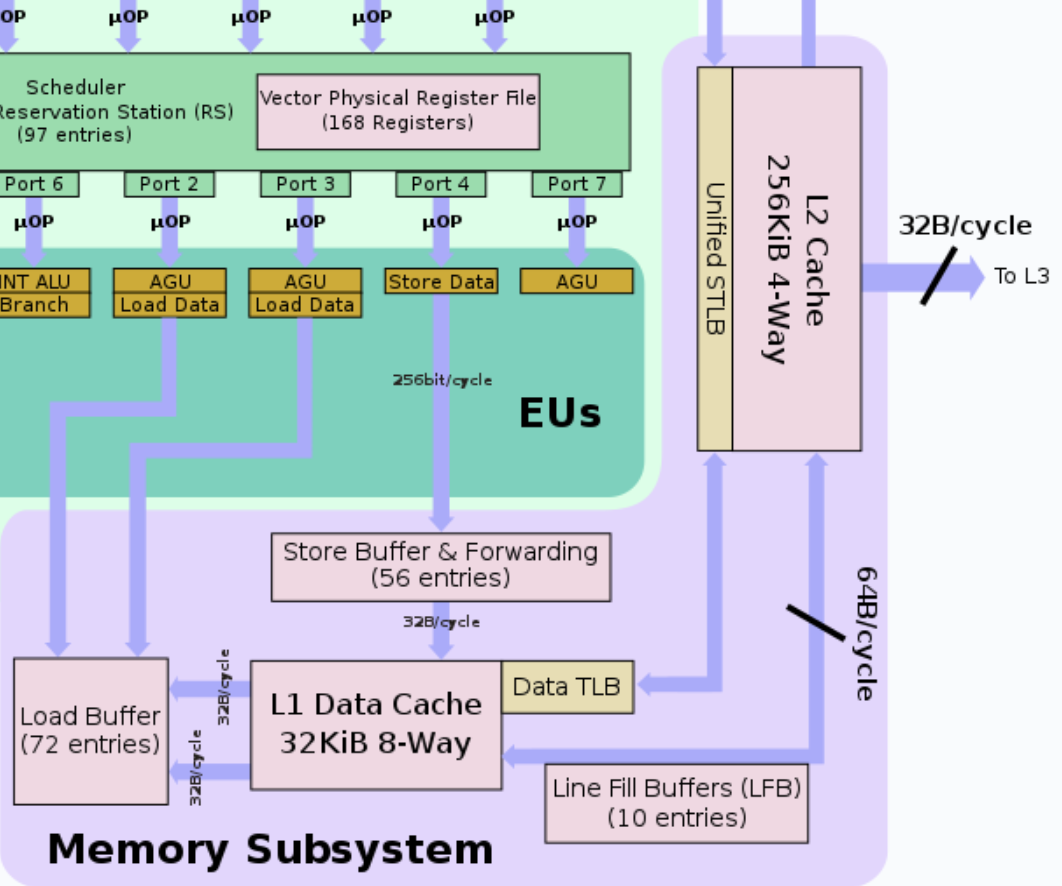 µOP
µOP
µOP
µOP
Scheduler
Reservation Station (RS)
(97 entries)
Vector Physical Register File
(168 Registers)
Port 6
Port 2
Port 3
Port 4
Port 7
µOP
µOP
µOP
µOP
µOP
INT ALU
Branch
AGU
Load Data
AGU
Load Data
Store Data
AGU
256bit/cycle
EUs
Unified STLB
L2 Cache
256KiB 4-Way
32B/cycle
To L3
Store Buffer & Forwarding
(56 entries)
32B/cycle
64B/cycle
Load Buffer
(72 entries)
32B/cycle
32B/cycle
L1 Data Cache
32KiB 8-Way
Data TLB
Line Fill Buffers (LFB)
(10 entries)
Memory Subsystem